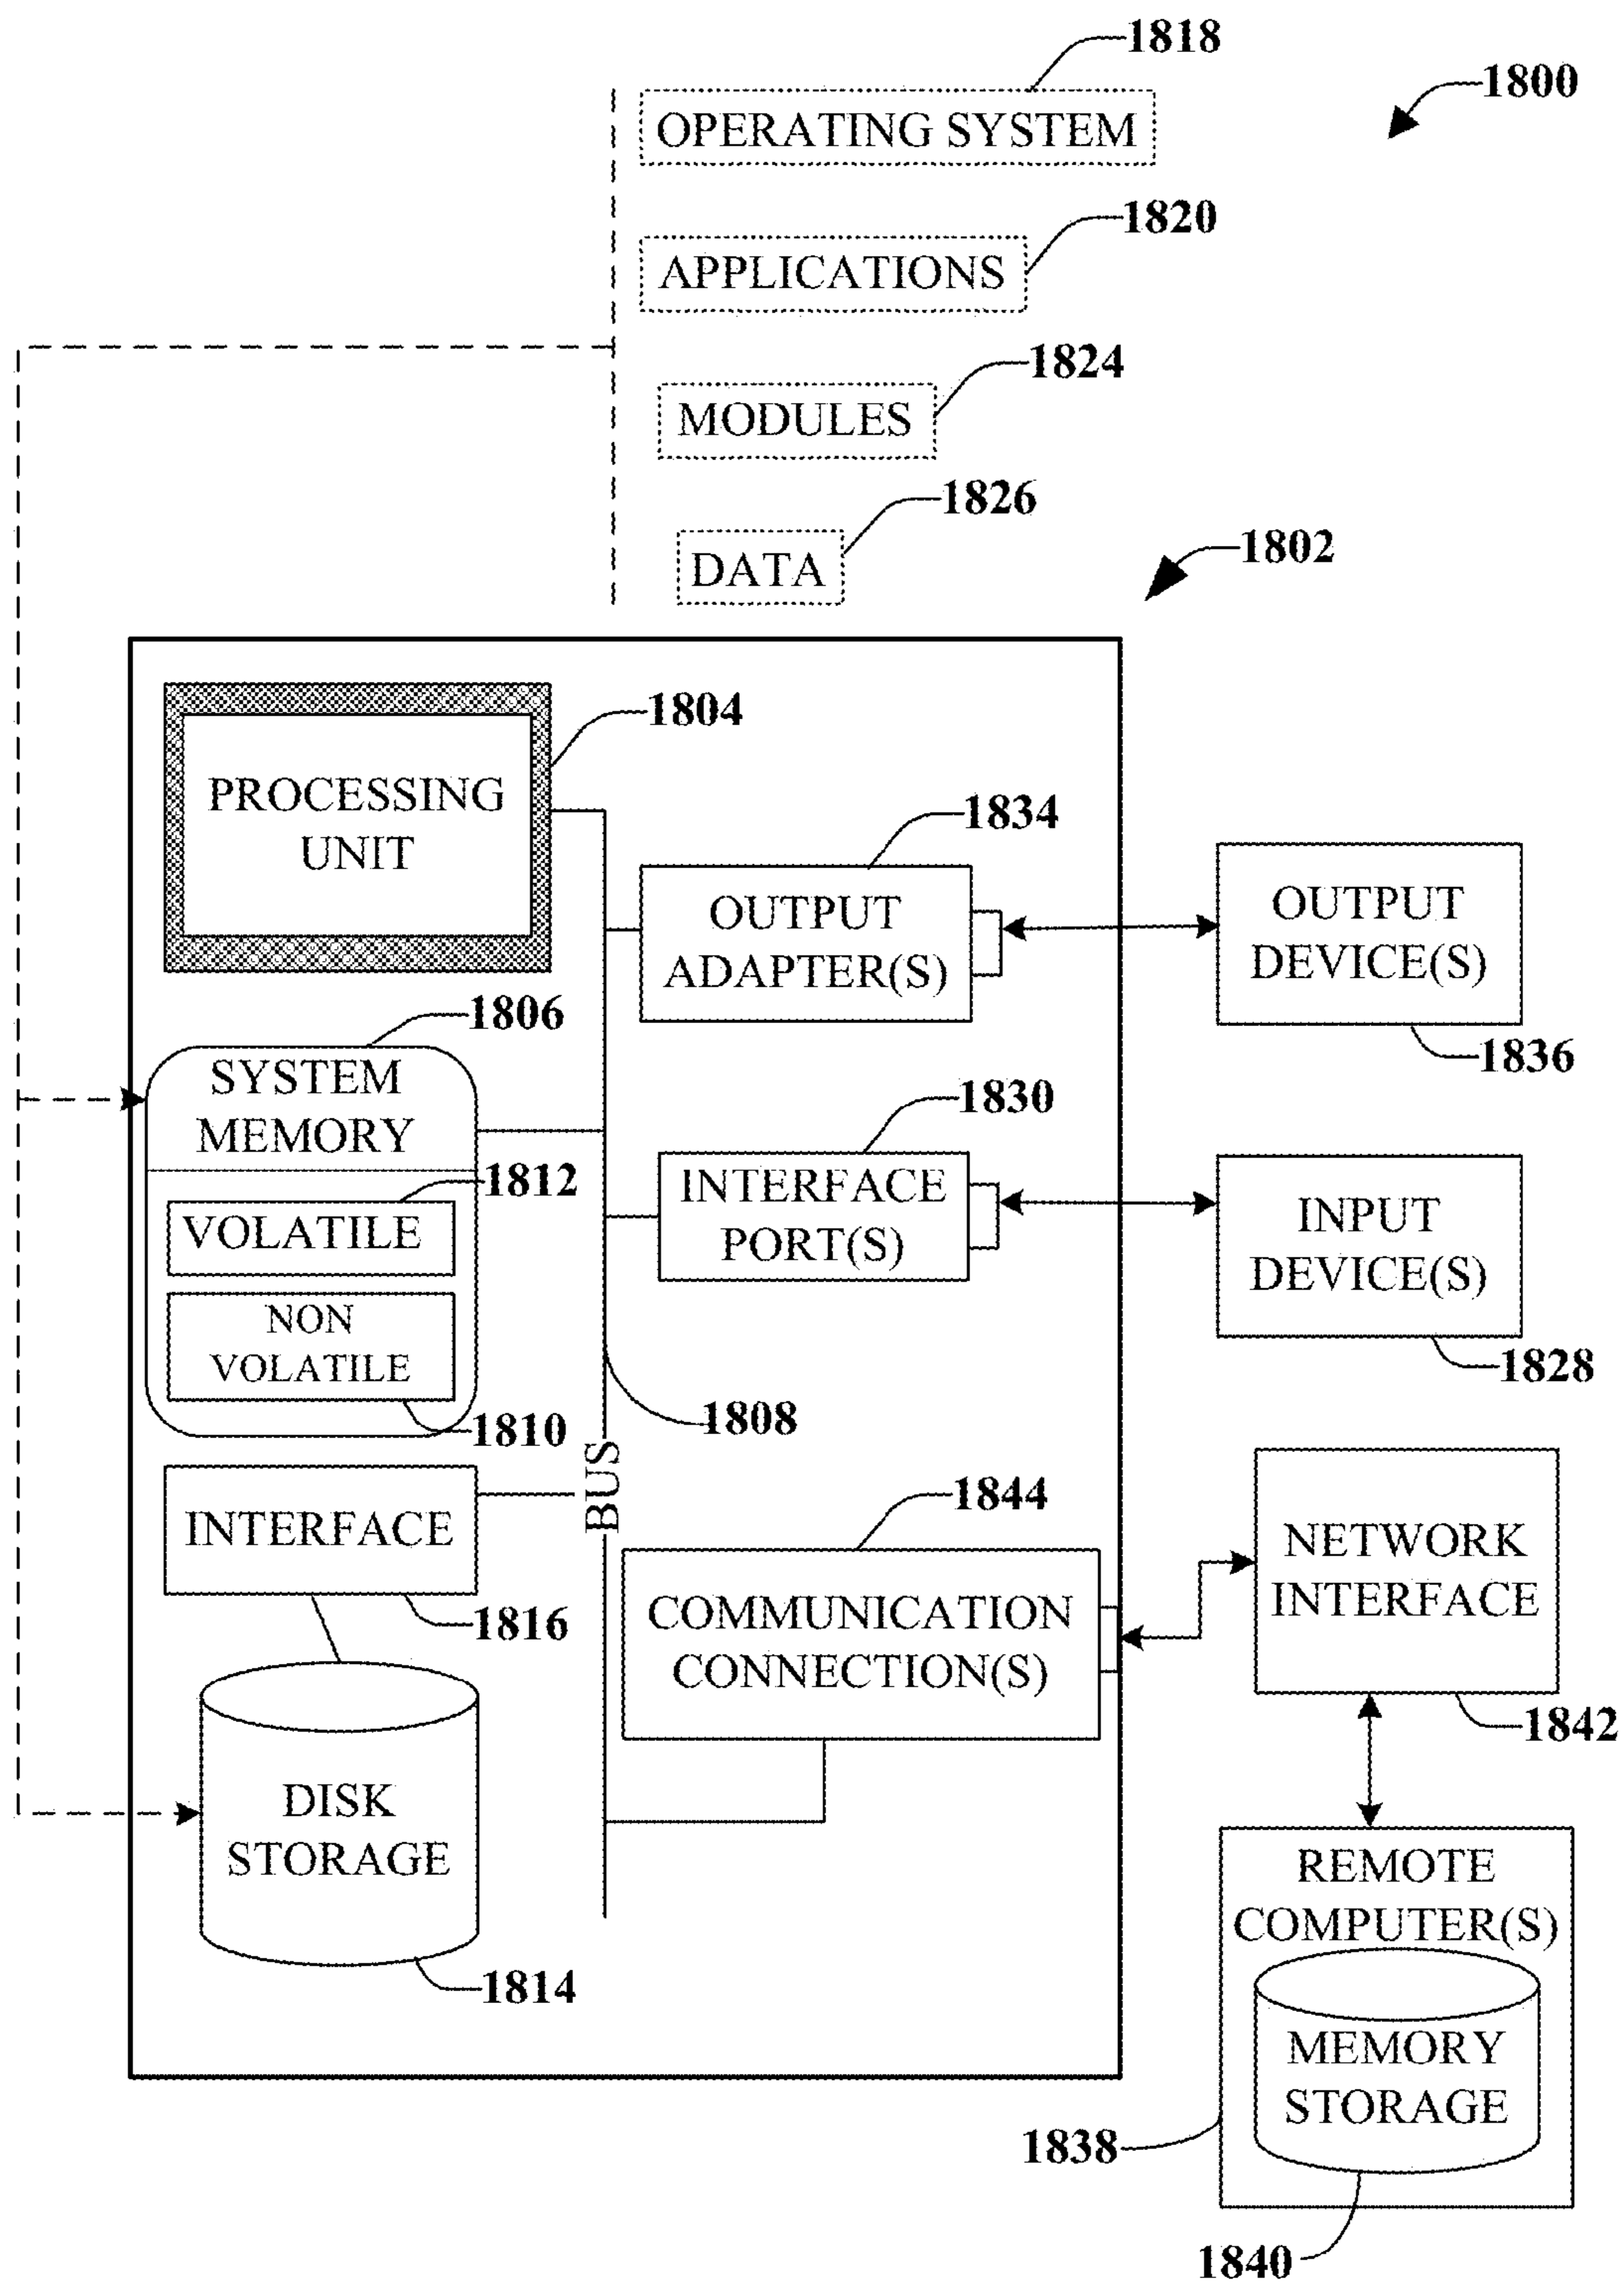 1818
1800
OPERATING SYSTEM
1820
APPLICATIONS
1824
MODULES
1826
DATA
1802
1804
PROCESSING
UNIT
1834
OUTPUT
ADAPTER(S)
OUTPUT
DEVICE(S)
1836
1806
SYSTEM
MEMORY
1812
VOLATILE
NON
VOLATILE
1810
1830
INTERFACE
PORT(S)
INPUT
DEVICE(S)
1828
1808
BUS
INTERFACE
1816
1844
COMMUNICATION
CONNECTION(S)
NETWORK
INTERFACE
1842
DISK
STORAGE
1814
REMOTE
COMPUTER(S)
MEMORY
STORAGE
1838
1840